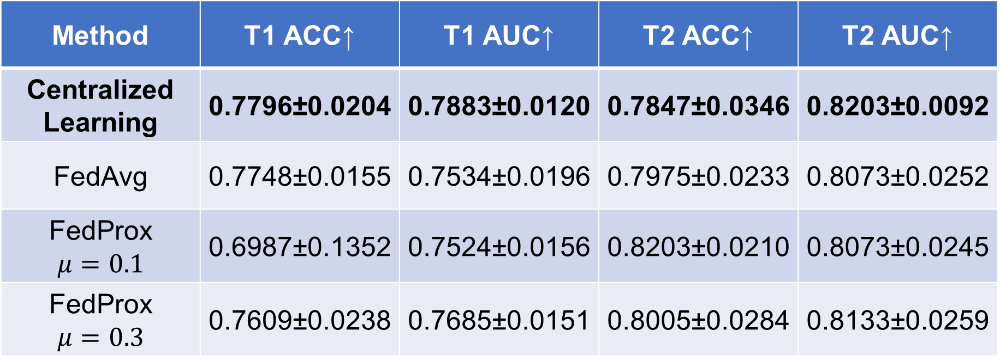 Method T1 ACC↑ T1 AUC↑ T2 ACC↑ T2 AUC↑
Centralized
Learning
0.7796±0.0204 0.7883±0.0120 0.7847±0.0346 0.8203±0.0092
FedAvg 0.7748±0.0155 0.7534±0.0196 0.7975±0.0233 0.8073±0.0252
FedProx
μ = 0.1
0.6987±0.1352 0.7524±0.0156 0.8203±0.0210 0.8073±0.0245
FedProx
μ = 0.3
0.7609±0.0238 0.7685±0.0151 0.8005±0.0284 0.8133±0.0259